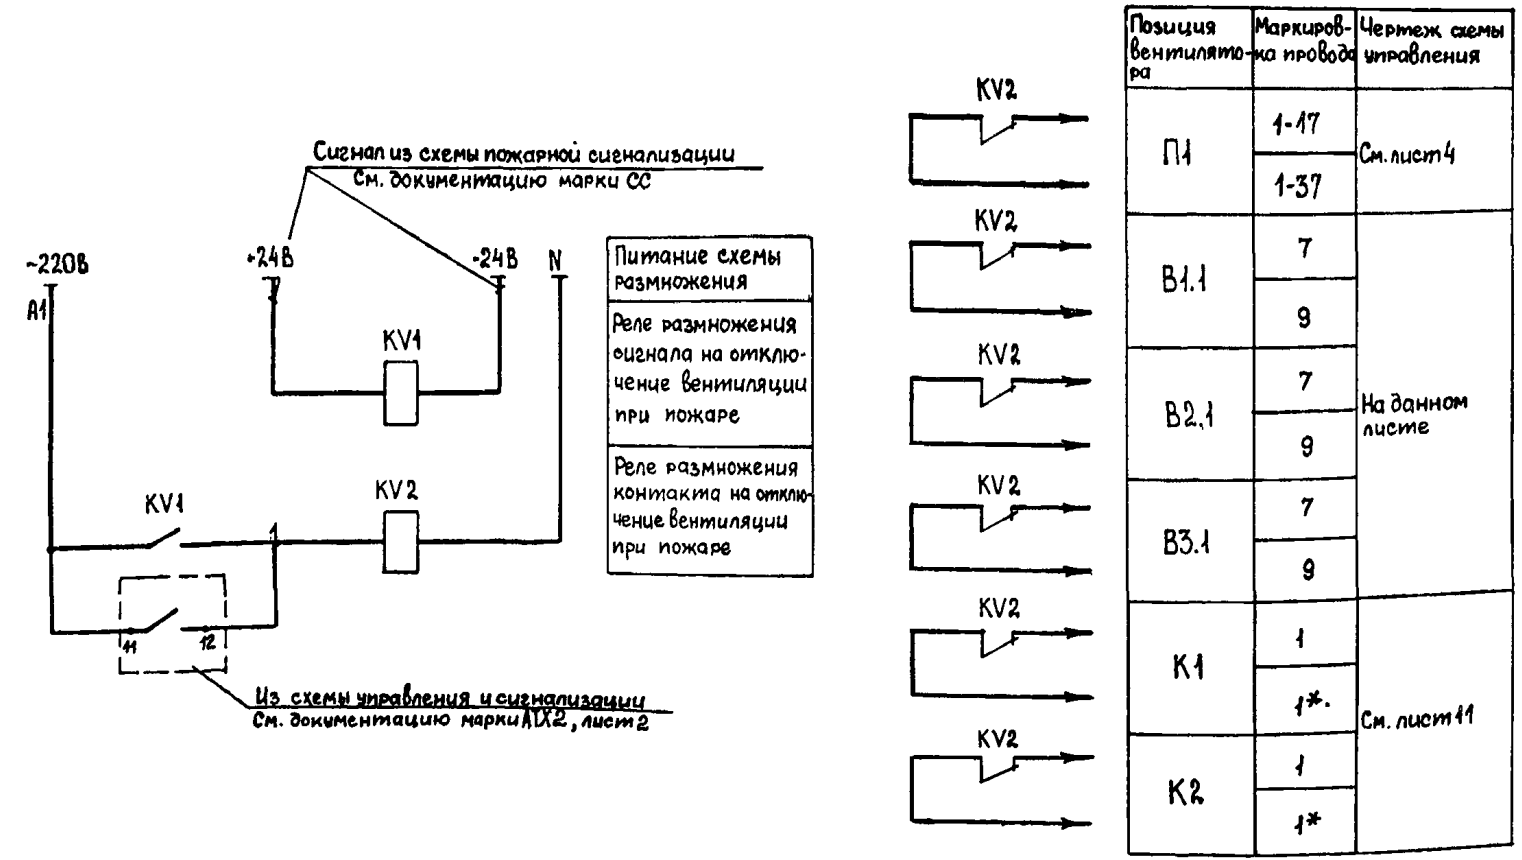 Сигнал из схемы пожарной сигнализации
См. документацию марки СС
~220В
А1
+24В
-24В
N
KV1
KV1
KV2
1
11
12
Из схемы управления и сигнализации
См. документацию марки АТХ2, лист 2
Питание схемы
размножения
Реле размножения
сигнала на отклю-
чение вентиляции
при пожаре
Реле размножения
контакта на отклю-
чение вентиляции
при пожаре
KV2
KV2
KV2
KV2
KV2
KV2
Позиция
вентилято-
ра
Маркиров-
ка провода
Чертеж схемы
управления
П1
1-17
1-37
См. лист 4
В1.1
7
9
В2.1
7
9
На данном
листе
В3.1
7
9
К1
1
1*
См. лист 11
К2
1
1*